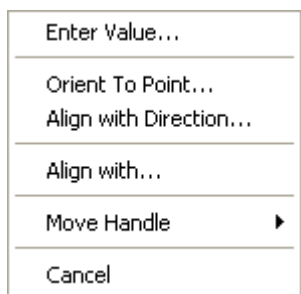 Enter Value...
Orient To Point...
Align with Direction...
Align with...
Move Handle
Cancel